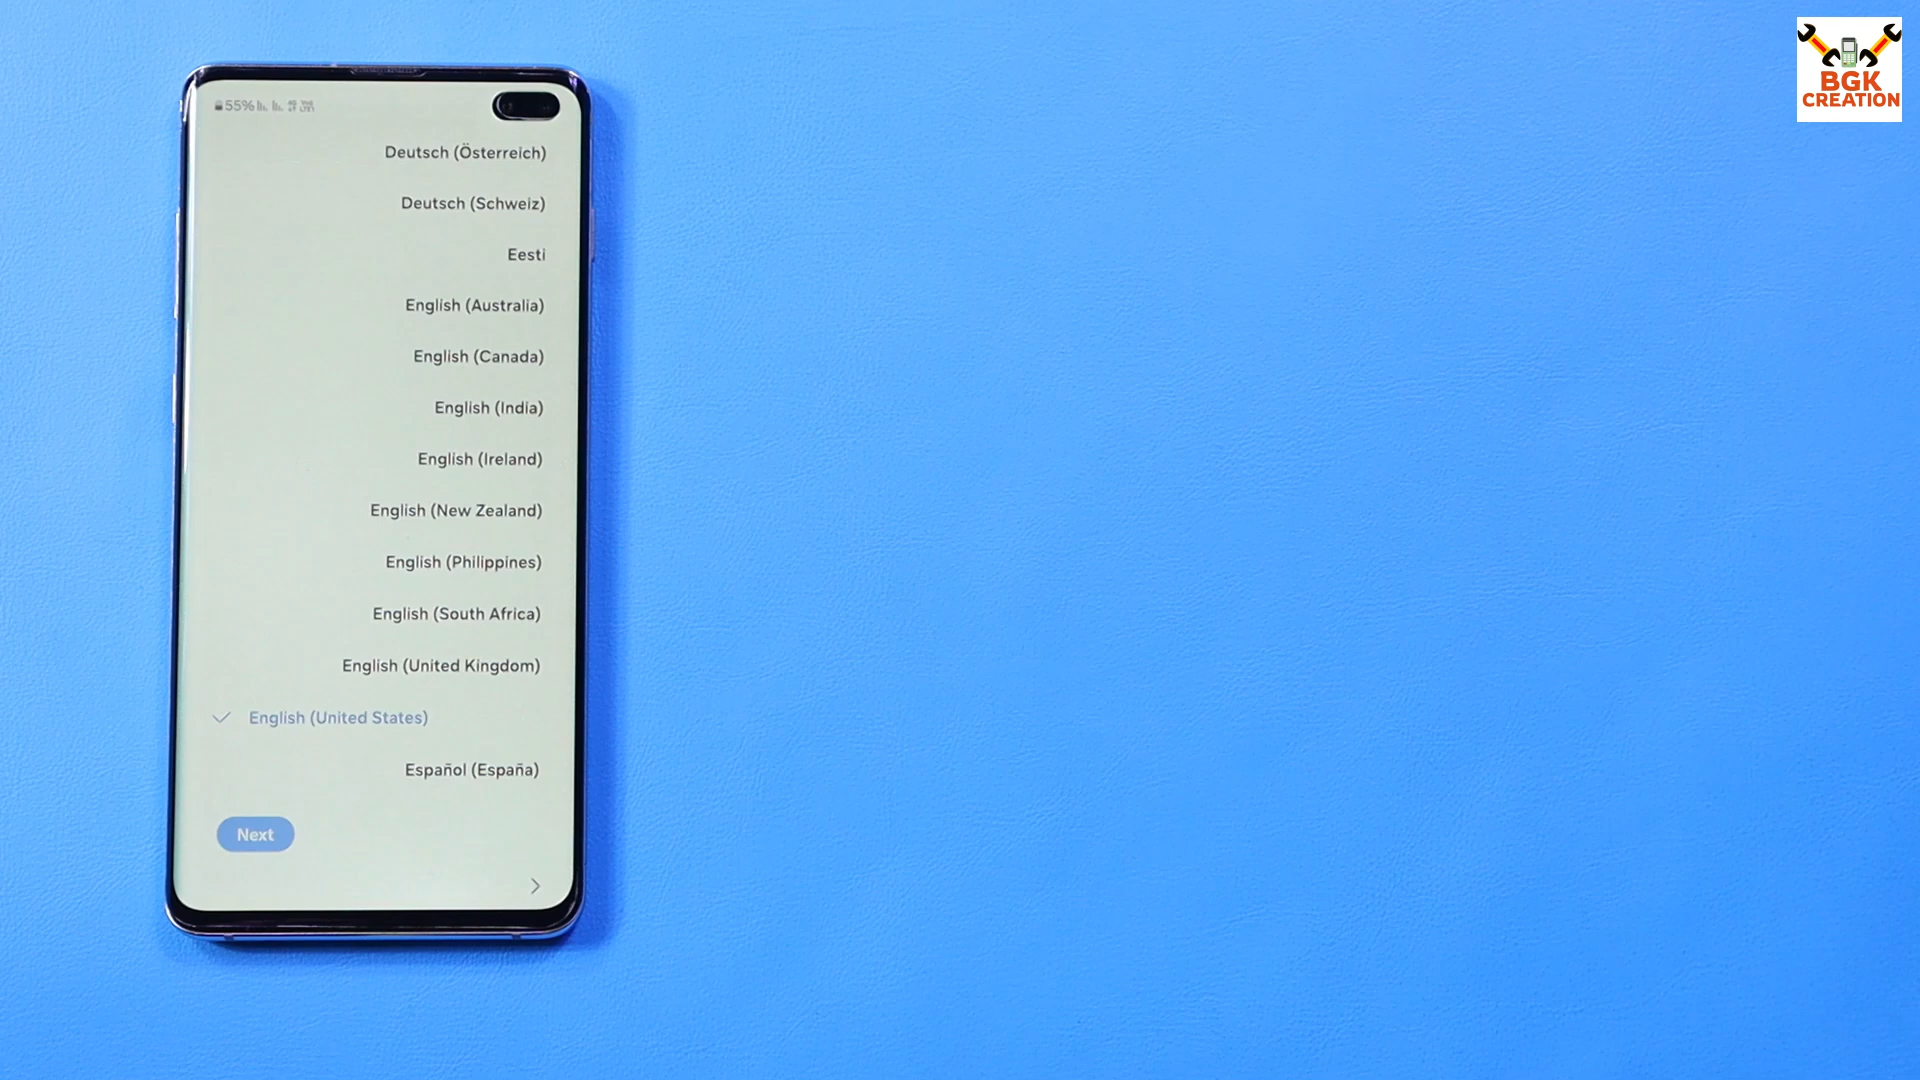 55%
Deutsch (Österreich)
Deutsch (Schweiz)
Eesti
English (Australia)
English (Canada)
English (India)
English (Ireland)
English (New Zealand)
English (Philippines)
English (South Africa)
English (United Kingdom)
English (United States)
Español (España)
Next
BGK
CREATION